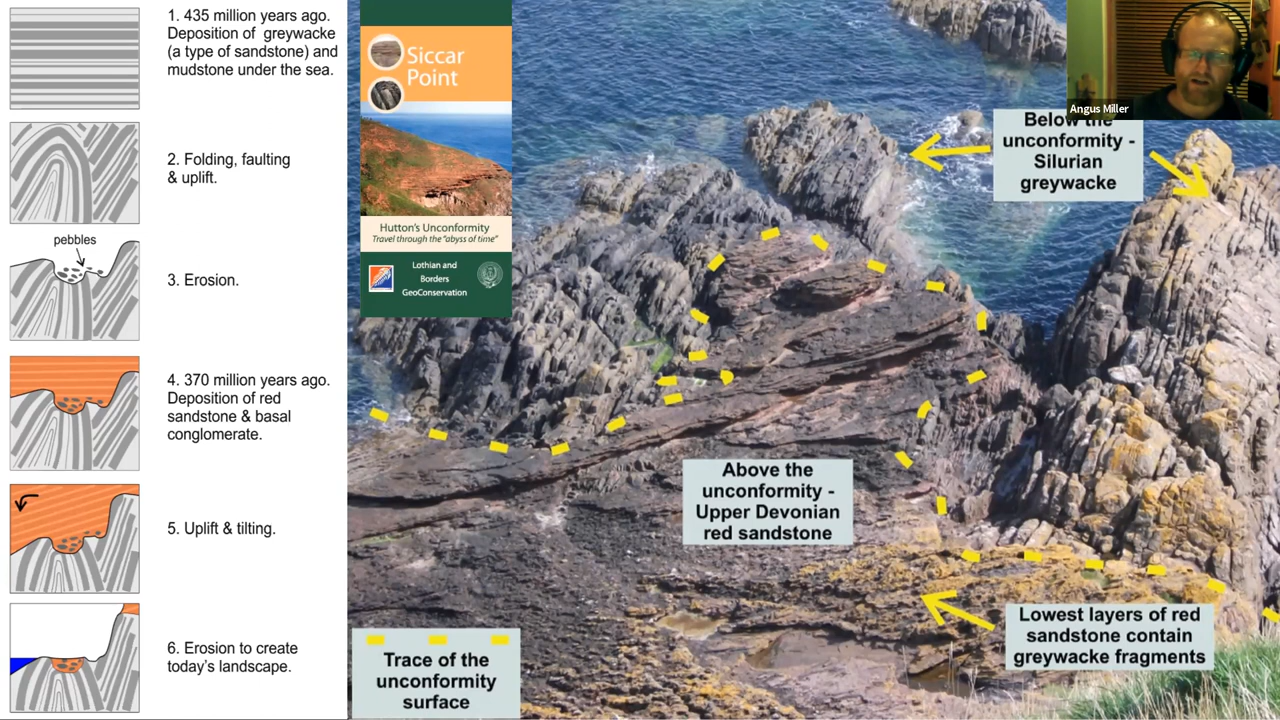 1. 435 million years ago.
Deposition of greywacke
(a type of sandstone) and
mudstone under the sea.
2. Folding, faulting
& uplift.
pebbles
3. Erosion.
4. 370 million years ago.
Deposition of red
sandstone & basal
conglomerate.
5. Uplift & tilting.
6. Erosion to create
today's landscape.
Siccar
Point
Hutton's Unconformity
Travel through the "abyss of time"
Lothian and
Borders
GeoConservation
Angus Miller
Below the
unconformity -
Silurian
greywacke
Above the
unconformity -
Upper Devonian
red sandstone
Lowest layers of red
sandstone contain
greywacke fragments
Trace of the
unconformity
surface